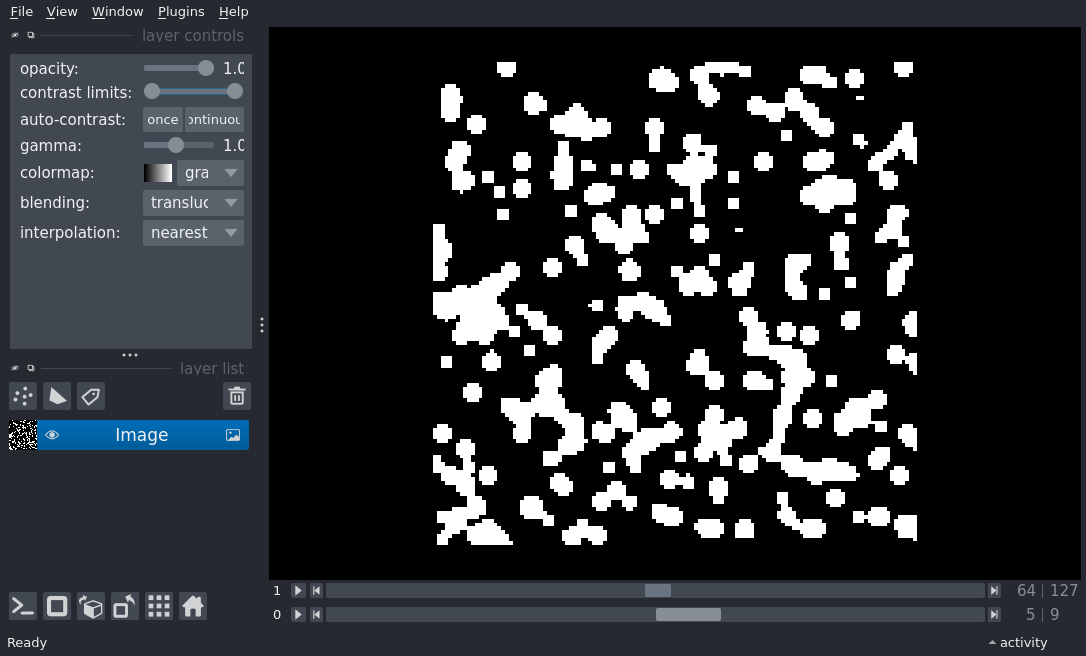 File View Window Plugins Help
layer controls
opacity: 1.0
contrast limits:
auto-contrast: once ontinuou
gamma: 1.0
colormap: gra
blending: transluc
interpolation: nearest
layer list
Image
1 64 | 127
0 5 | 9
Ready activity